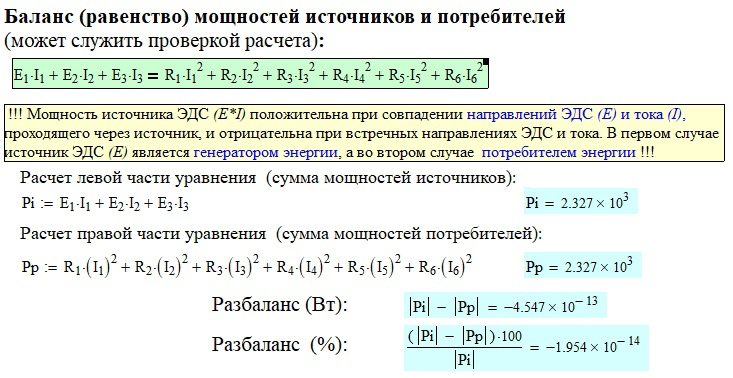 Баланс (равенство) мощностей источников и потребителей
(может служить проверкой расчета):
E₁·I₁ + E₂·I₂ + E₃·I₃ = R₁·I₁² + R₂·I₂² + R₃·I₃² + R₄·I₄² + R₅·I₅² + R₆·I₆²
!!! Мощность источника ЭДС (E*I) положительна при совпадении направлений ЭДС (E) и тока (I),
проходящего через источник, и отрицательна при встречных направлениях ЭДС и тока. В первом случае
источник ЭДС (E) является генератором энергии, а во втором случае потребителем энергии !!!
Расчет левой части уравнения (сумма мощностей источников):
Pi := E₁·I₁ + E₂·I₂ + E₃·I₃ Pi = 2.327 × 10³
Расчет правой части уравнения (сумма мощностей потребителей):
Pp := R₁·(I₁)² + R₂·(I₂)² + R₃·(I₃)² + R₄·(I₄)² + R₅·(I₅)² + R₆·(I₆)² Pp = 2.327 × 10³
Разбаланс (Вт): |Pi| − |Pp| = −4.547 × 10⁻¹³
Разбаланс (%): (|Pi| − |Pp|)·100 / |Pi| = −1.954 × 10⁻¹⁴